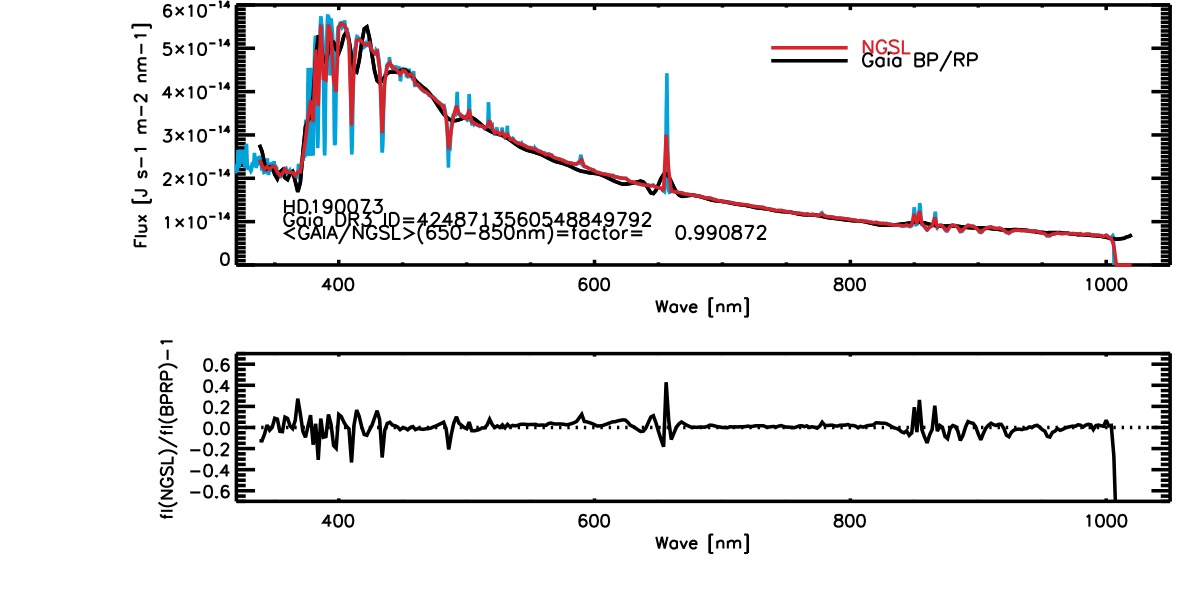 6×10-14
5×10-14
4×10-14
3×10-14
2×10-14
1×10-14
0
Flux [J s-1 m-2 nm-1]
NGSL
Gaia BP/RP
HD190073
Gaia DR3 ID=4248713560548849792
<GAIA/NGSL>(650-850nm)=factor= 0.990872
400 600 800 1000
Wave [nm]
0.6
0.4
0.2
0.0
-0.2
-0.4
-0.6
fl(NGSL)/fl(BPRP)-1
400 600 800 1000
Wave [nm]